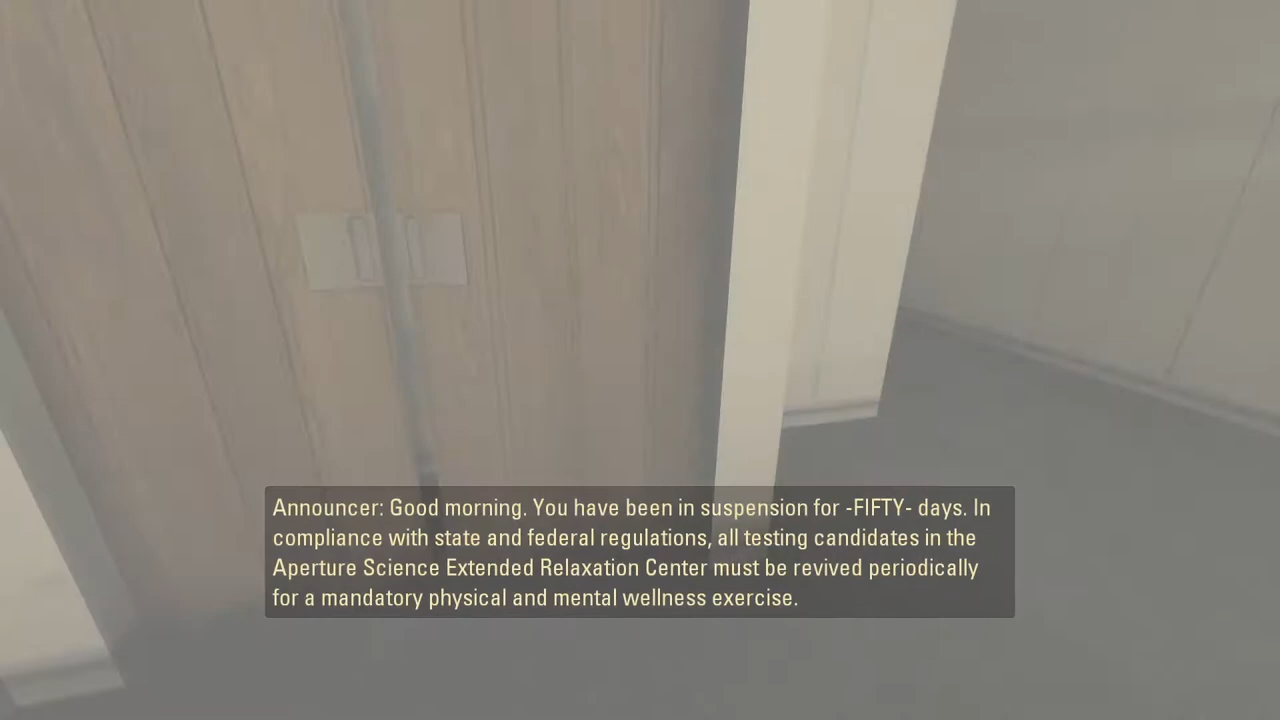 Announcer: Good morning. You have been in suspension for -FIFTY- days. In
compliance with state and federal regulations, all testing candidates in the
Aperture Science Extended Relaxation Center must be revived periodically
for a mandatory physical and mental wellness exercise.